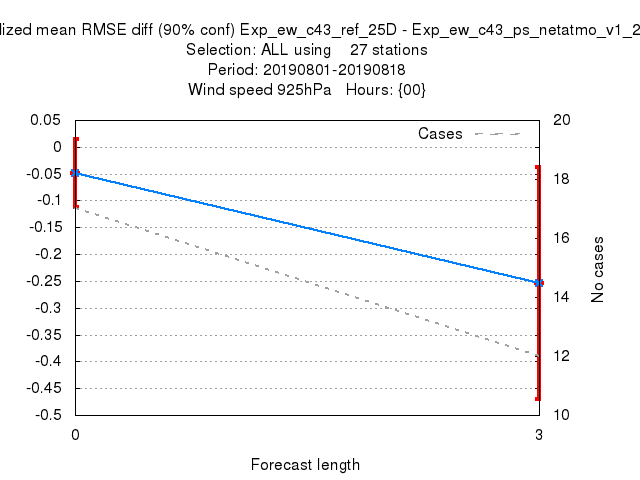 lized mean RMSE diff (90% conf) Exp_ew_c43_ref_25D - Exp_ew_c43_ps_netatmo_v1_2
Selection: ALL using 27 stations
Period: 20190801-20190818
Wind speed 925hPa Hours: {00}
Cases
0.05
0
-0.05
-0.1
-0.15
-0.2
-0.25
-0.3
-0.35
-0.4
-0.45
-0.5
20
18
16
14
12
10
No cases
0
3
Forecast length